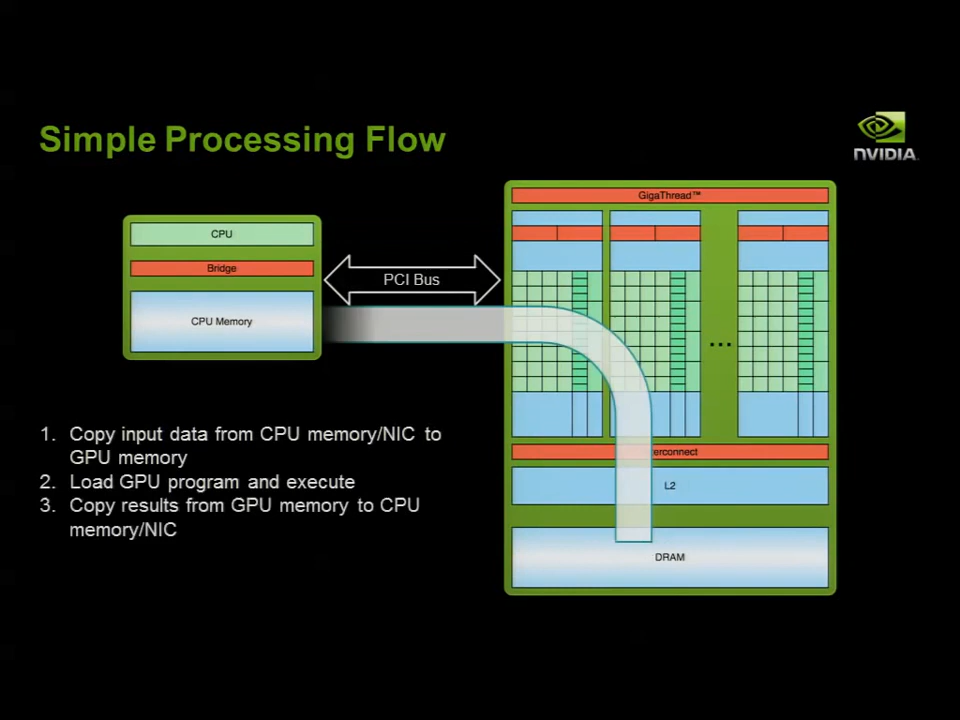 Simple Processing Flow
NVIDIA.
GigaThread™
CPU
Bridge
PCI Bus
CPU Memory
...
1. Copy input data from CPU memory/NIC to
GPU memory
2. Load GPU program and execute
3. Copy results from GPU memory to CPU
memory/NIC
erconnect
L2
DRAM